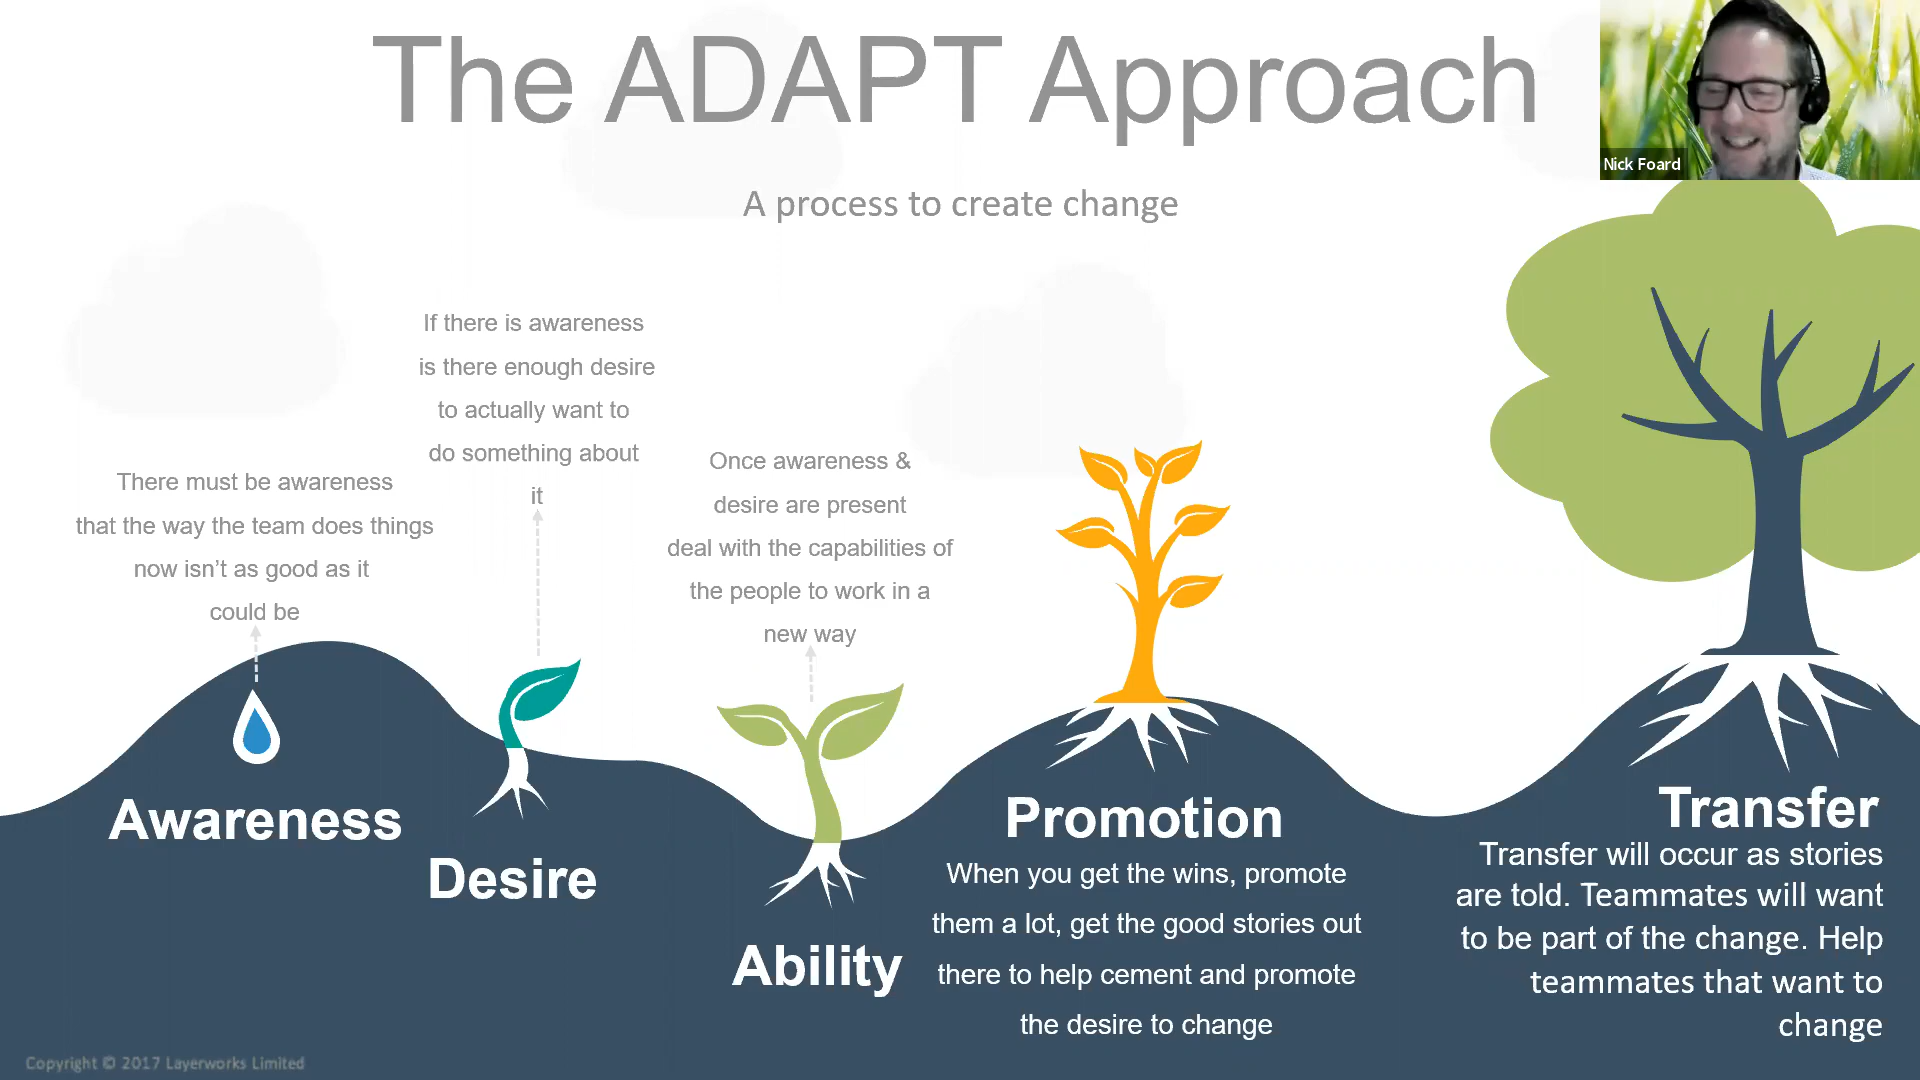 The ADAPT Approach
Nick Foard
A process to create change
There must be awareness
that the way the team does things
now isn’t as good as it
could be
Awareness
If there is awareness
is there enough desire
to actually want to
do something about
it
Desire
Once awareness &
desire are present
deal with the capabilities of
the people to work in a
new way
Ability
Promotion
When you get the wins, promote
them a lot, get the good stories out
there to help cement and promote
the desire to change
Transfer
Transfer will occur as stories
are told. Teammates will want
to be part of the change. Help
teammates that want to
change
Copyright © 2017 Layerworks Limited